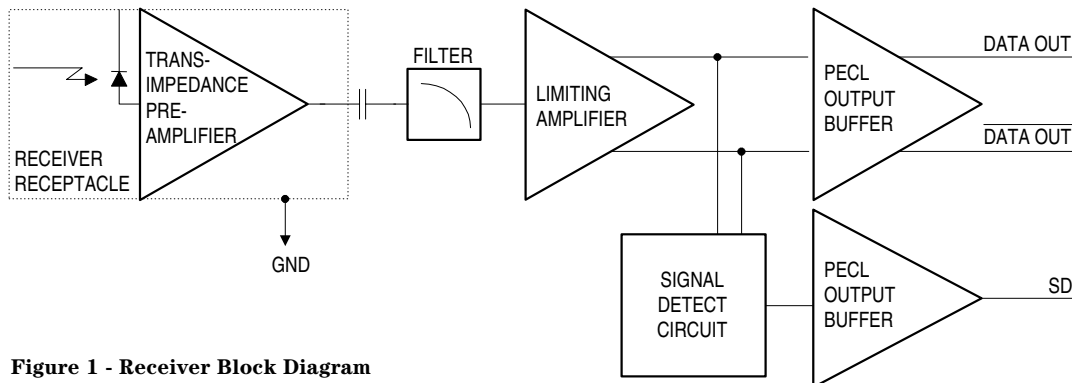 TRANS-
IMPEDANCE
PRE-
AMPLIFIER
RECEIVER
RECEPTACLE
GND
FILTER
LIMITING
AMPLIFIER
PECL
OUTPUT
BUFFER
DATA OUT
DATA OUT
SIGNAL
DETECT
CIRCUIT
PECL
OUTPUT
BUFFER
SD
Figure 1 - Receiver Block Diagram